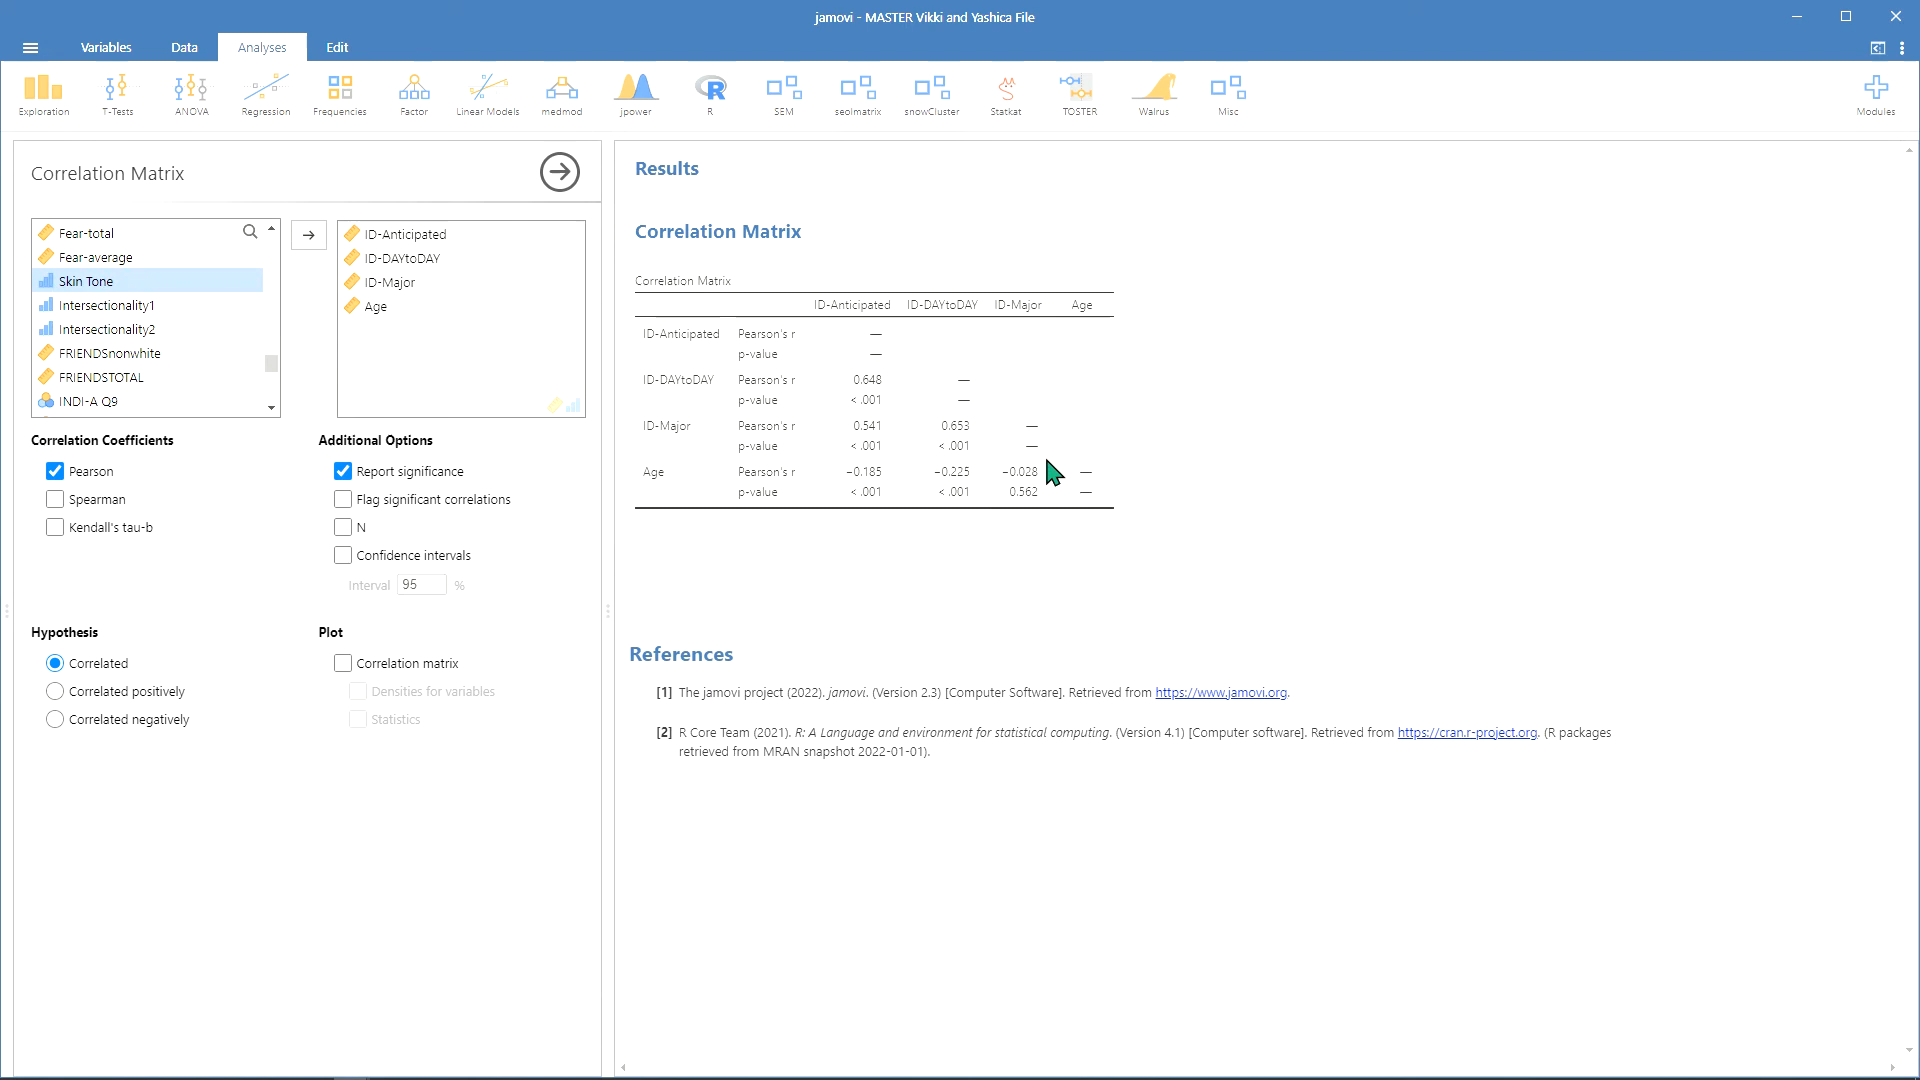 jamovi - MASTER Vikki and Yashica File
Variables Data Analyses Edit
Exploration T-Tests ANOVA Regression Frequencies Factor Linear Models medmod jpower R SEM seolmatrix snowCluster Statkat TOSTER Walrus Misc Modules
Correlation Matrix
Fear-total
Fear-average
Skin Tone
Intersectionality1
Intersectionality2
FRIENDSnonwhite
FRIENDSTOTAL
INDI-A Q9
ID-Anticipated
ID-DAYtoDAY
ID-Major
Age
Correlation Coefficients
Pearson
Spearman
Kendall's tau-b
Additional Options
Report significance
Flag significant correlations
N
Confidence intervals
Interval 95 %
Hypothesis
Correlated
Correlated positively
Correlated negatively
Plot
Correlation matrix
Densities for variables
Statistics
Results
Correlation Matrix
Correlation Matrix
ID-Anticipated ID-DAYtoDAY ID-Major Age
ID-Anticipated Pearson's r —
p-value —
ID-DAYtoDAY Pearson's r 0.648 —
p-value < .001 —
ID-Major Pearson's r 0.541 0.653 —
p-value < .001 < .001 —
Age Pearson's r −0.185 −0.225 −0.028 —
p-value < .001 < .001 0.562 —
References
[1] The jamovi project (2022). jamovi. (Version 2.3) [Computer Software]. Retrieved from https://www.jamovi.org.
[2] R Core Team (2021). R: A Language and environment for statistical computing. (Version 4.1) [Computer software]. Retrieved from https://cran.r-project.org. (R packages
retrieved from MRAN snapshot 2022-01-01).